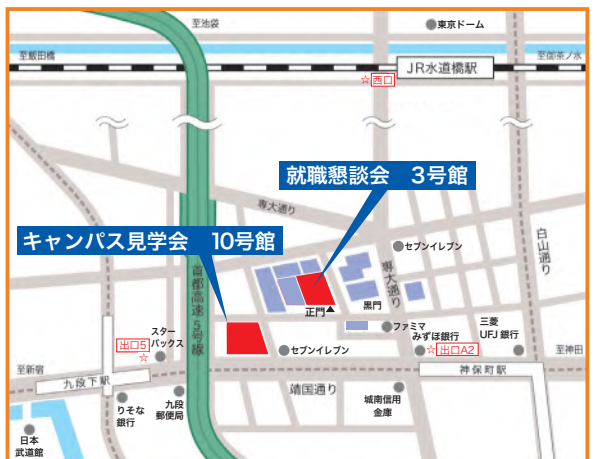 至池袋
東京ドーム
至飯田橋
至御茶ノ水
JR水道橋駅
☆西口
就職懇談会 3号館
専大通り
キャンパス見学会 10号館
セブンイレブン
専大通り
白山通り
首都高速5号線
正門▲
黒門
スター
バックス
出口5
☆
ファミマ
みずほ銀行
☆出口A2
三菱
UFJ銀行
セブンイレブン
至神田
至新宿
九段下駅
神保町駅
靖国通り
りそな
銀行
九段
郵便局
城南信用
金庫
日本
武道館